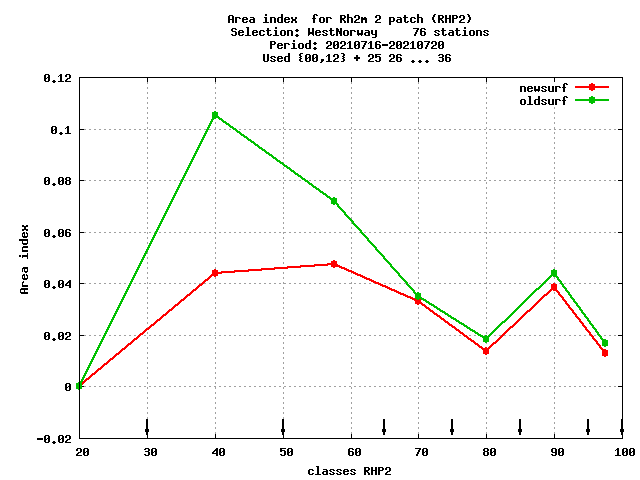 Area index  for Rh2m 2 patch (RHP2)
Selection: WestNorway     76 stations
Period: 20210716-20210720
Used {00,12} + 25 26 ... 36
newsurf
oldsurf
0.12
0.1
0.08
0.06
0.04
0.02
0
-0.02
Area index
20 30 40 50 60 70 80 90 100
classes RHP2